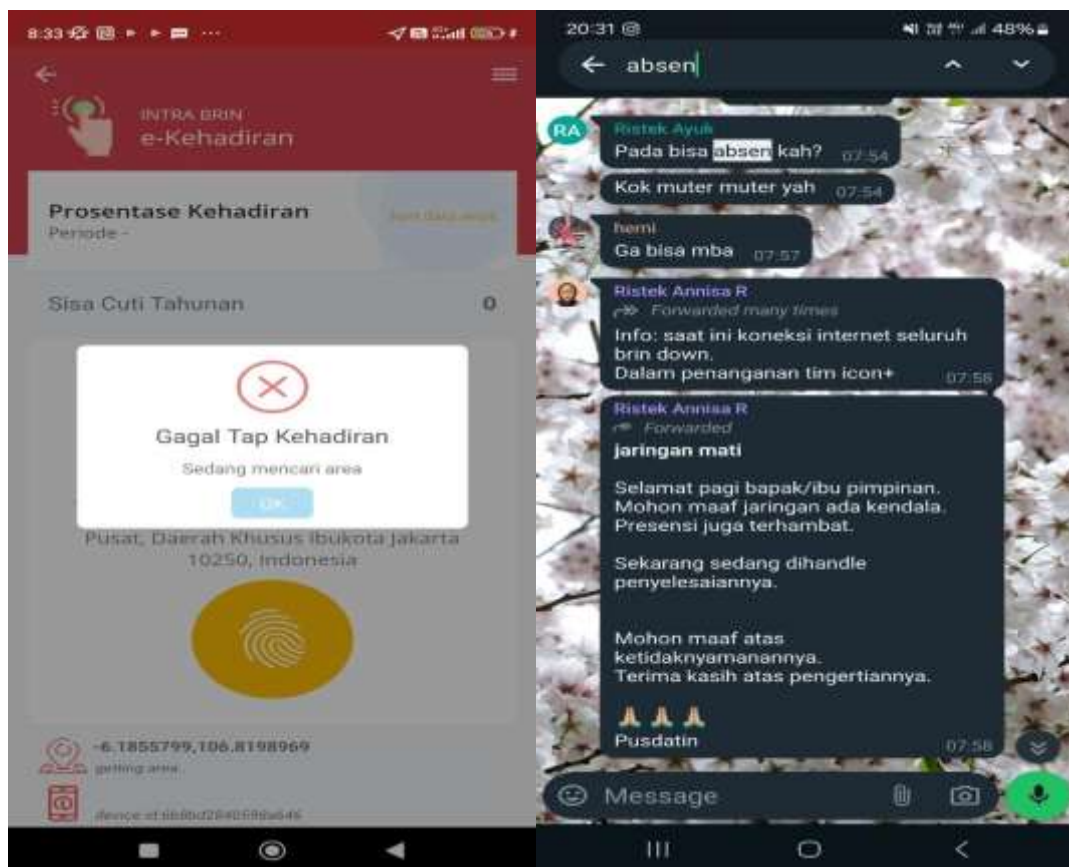 8:33
INTRA BRIN
e-Kehadiran
Prosentase Kehadiran
Periode -
Sisa Cuti Tahunan 0
Gagal Tap Kehadiran
Sedang mencari area
OK
Pusat, Daerah Khusus Ibukota Jakarta
10250, Indonesia
-6.1855799,106.8198969
getting area..
20:31
48%
absen
RA
Ristek Ayuk
Pada bisa absen kah? 07:54
Kok muter muter yah 07:54
hemi
Ga bisa mba 07:57
Ristek Annisa R
Forwarded many times
Info: saat ini koneksi internet seluruh
brin down.
Dalam penanganan tim icon+ 07:58
Ristek Annisa R
Forwarded
jaringan mati
Selamat pagi bapak/ibu pimpinan.
Mohon maaf jaringan ada kendala.
Presensi juga terhambat.
Sekarang sedang dihandle
penyelesaiannya.
Mohon maaf atas
ketidaknyamanannya.
Terima kasih atas pengertiannya.
Pusdatin 07:58
Message